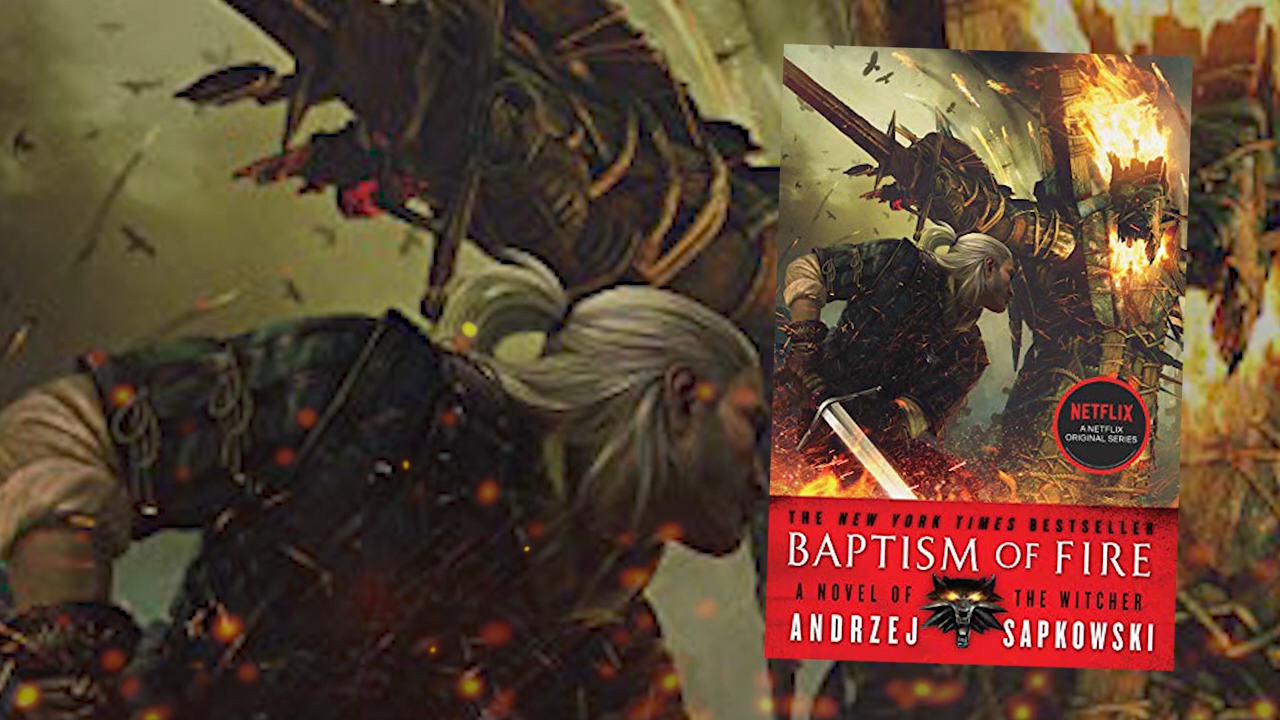 NETFLIX
A NETFLIX
ORIGINAL SERIES
THE NEW YORK TIMES BESTSELLER
BAPTISM OF FIRE
A NOVEL OF THE WITCHER
ANDRZEJ SAPKOWSKI